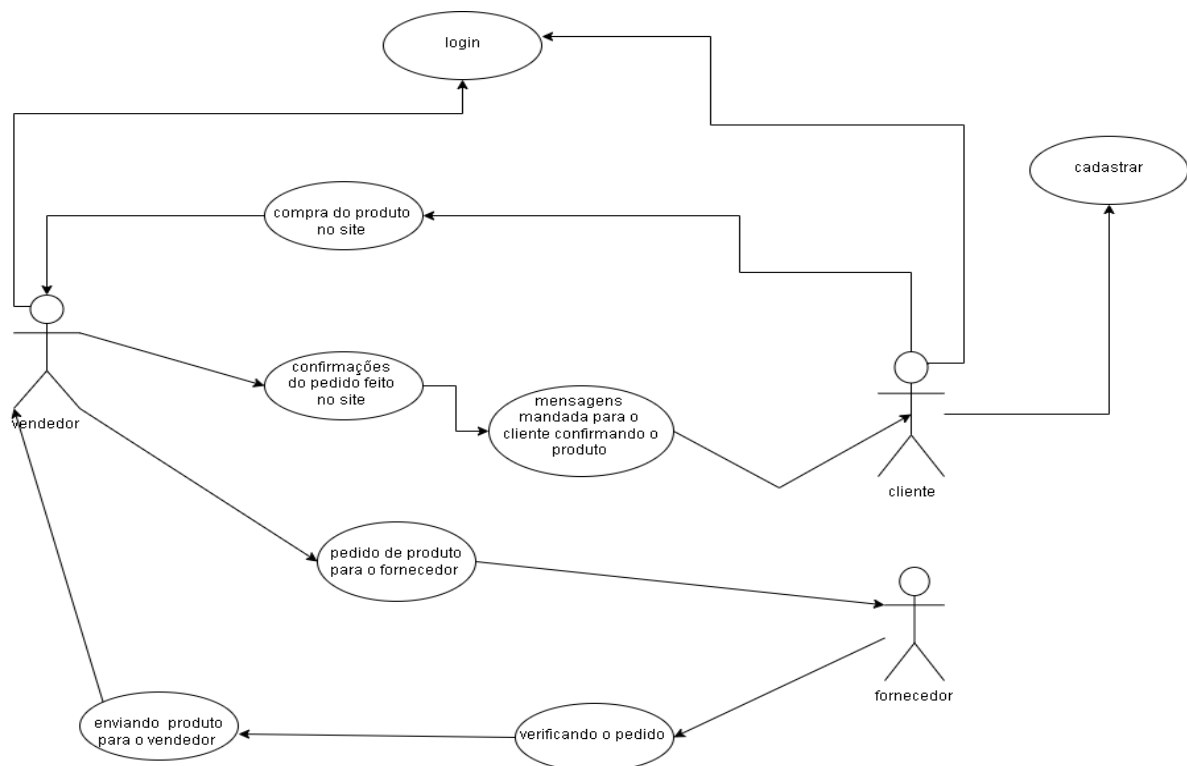 login
cadastrar
compra do produto
no site
confirmações
do pedido feito
no site
mensagens
mandada para o
cliente confirmando o
produto
vendedor
cliente
pedido de produto
para o fornecedor
fornecedor
enviando produto
para o vendedor
verificando o pedido